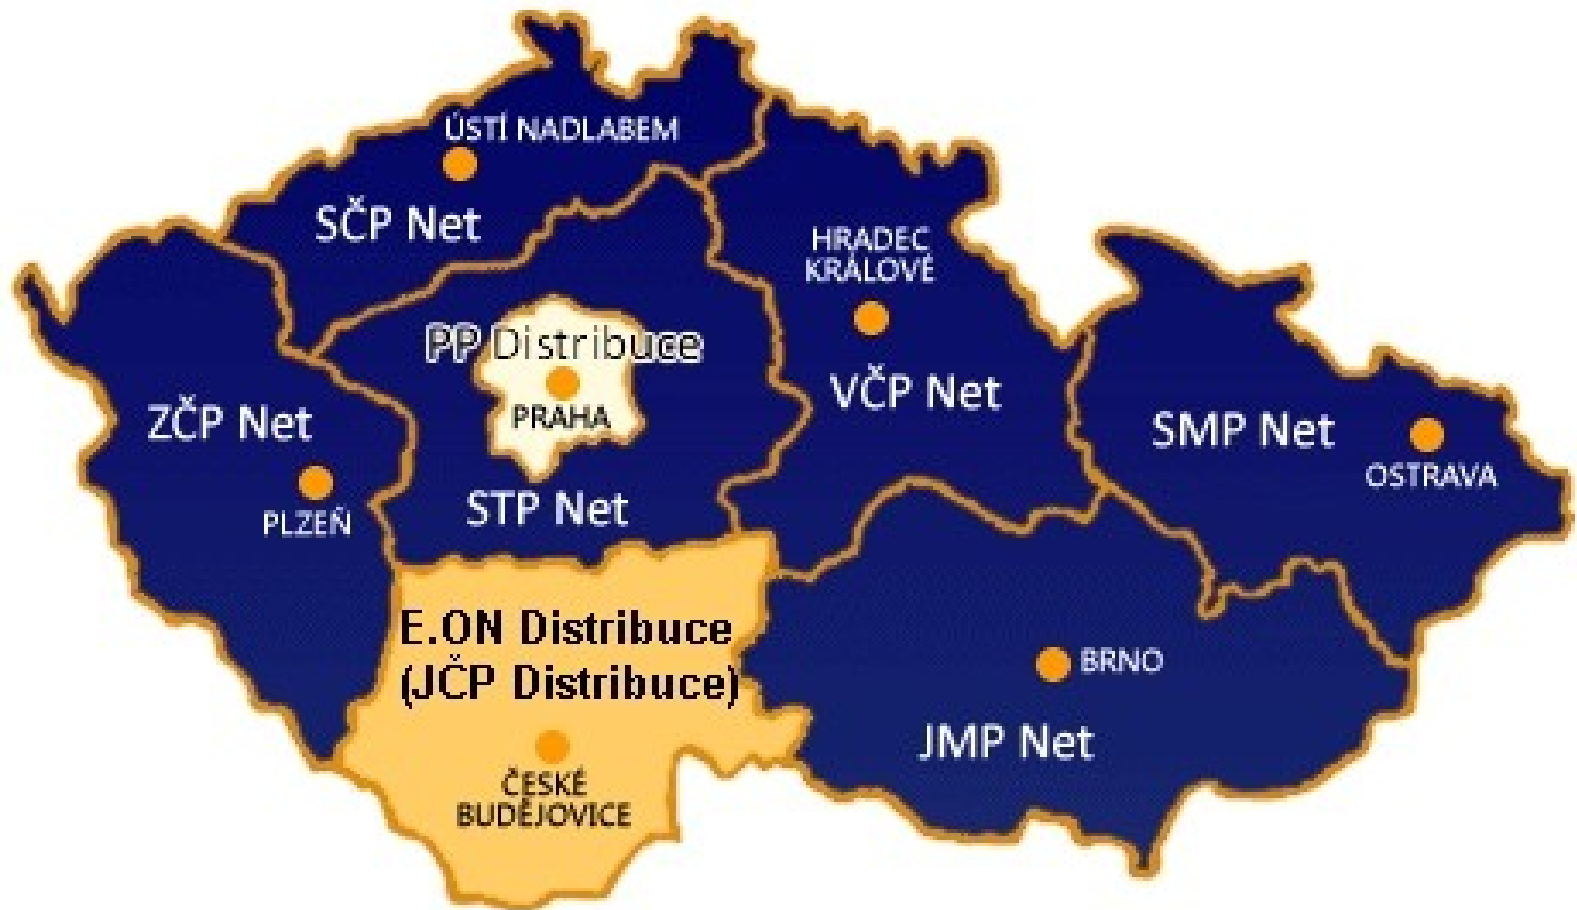 ÚSTÍ NADLABEM
SČP Net
HRADEC
KRÁLOVÉ
PP Distribuce
PRAHA
VČP Net
ZČP Net
SMP Net
OSTRAVA
PLZEŇ
STP Net
E.ON Distribuce
(JČP Distribuce)
BRNO
JMP Net
ČESKÉ
BUDĚJOVICE